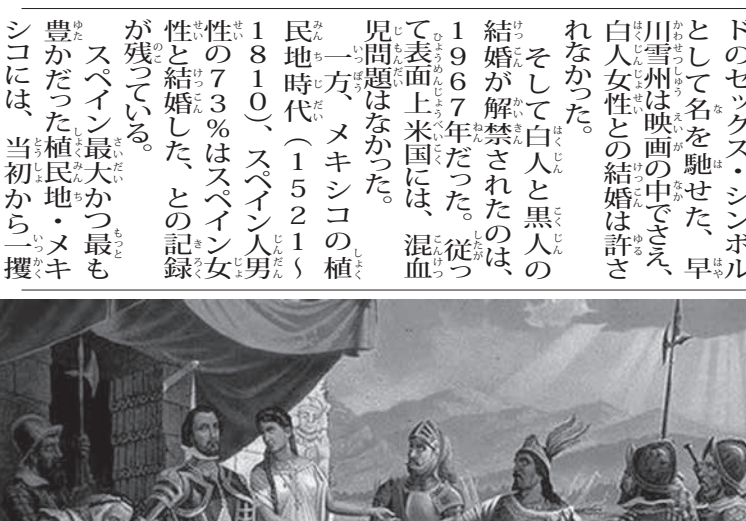 ドのセックス・シンボル
として名を馳せた、早
川雪州は映画の中でさえ、
白人女性との結婚は許さ
れなかった。
そして白人と黒人の
結婚が解禁されたのは、
1967年だった。従っ
て表面上米国には、混血
児問題はなかった。
一方、メキシコの植
民地時代（1521～
1810）、スペイン人男
性の73％はスペイン女
性と結婚した、との記録
が残っている。
スペイン最大かつ最も
豊かだった植民地・メキ
シコには、当初から一攫